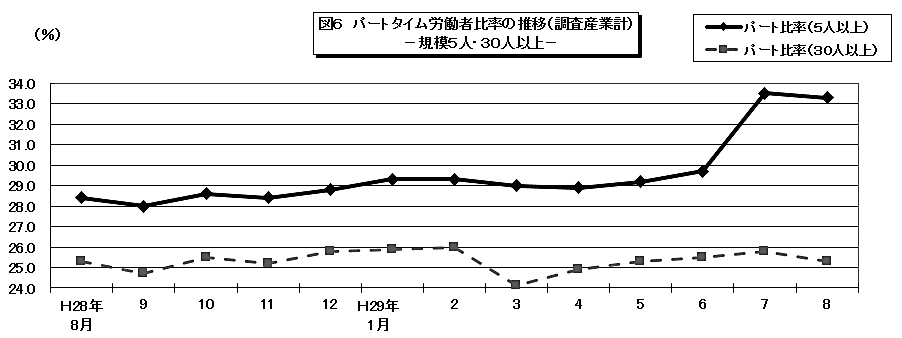 図6 パートタイム労働者比率の推移(調査産業計)
－規模5人・30人以上－
(%)
パート比率(5人以上)
パート比率(30人以上)
34.0
33.0
32.0
31.0
30.0
29.0
28.0
27.0
26.0
25.0
24.0
H28年 9 10 11 12 H29年 2 3 4 5 6 7 8
8月 1月